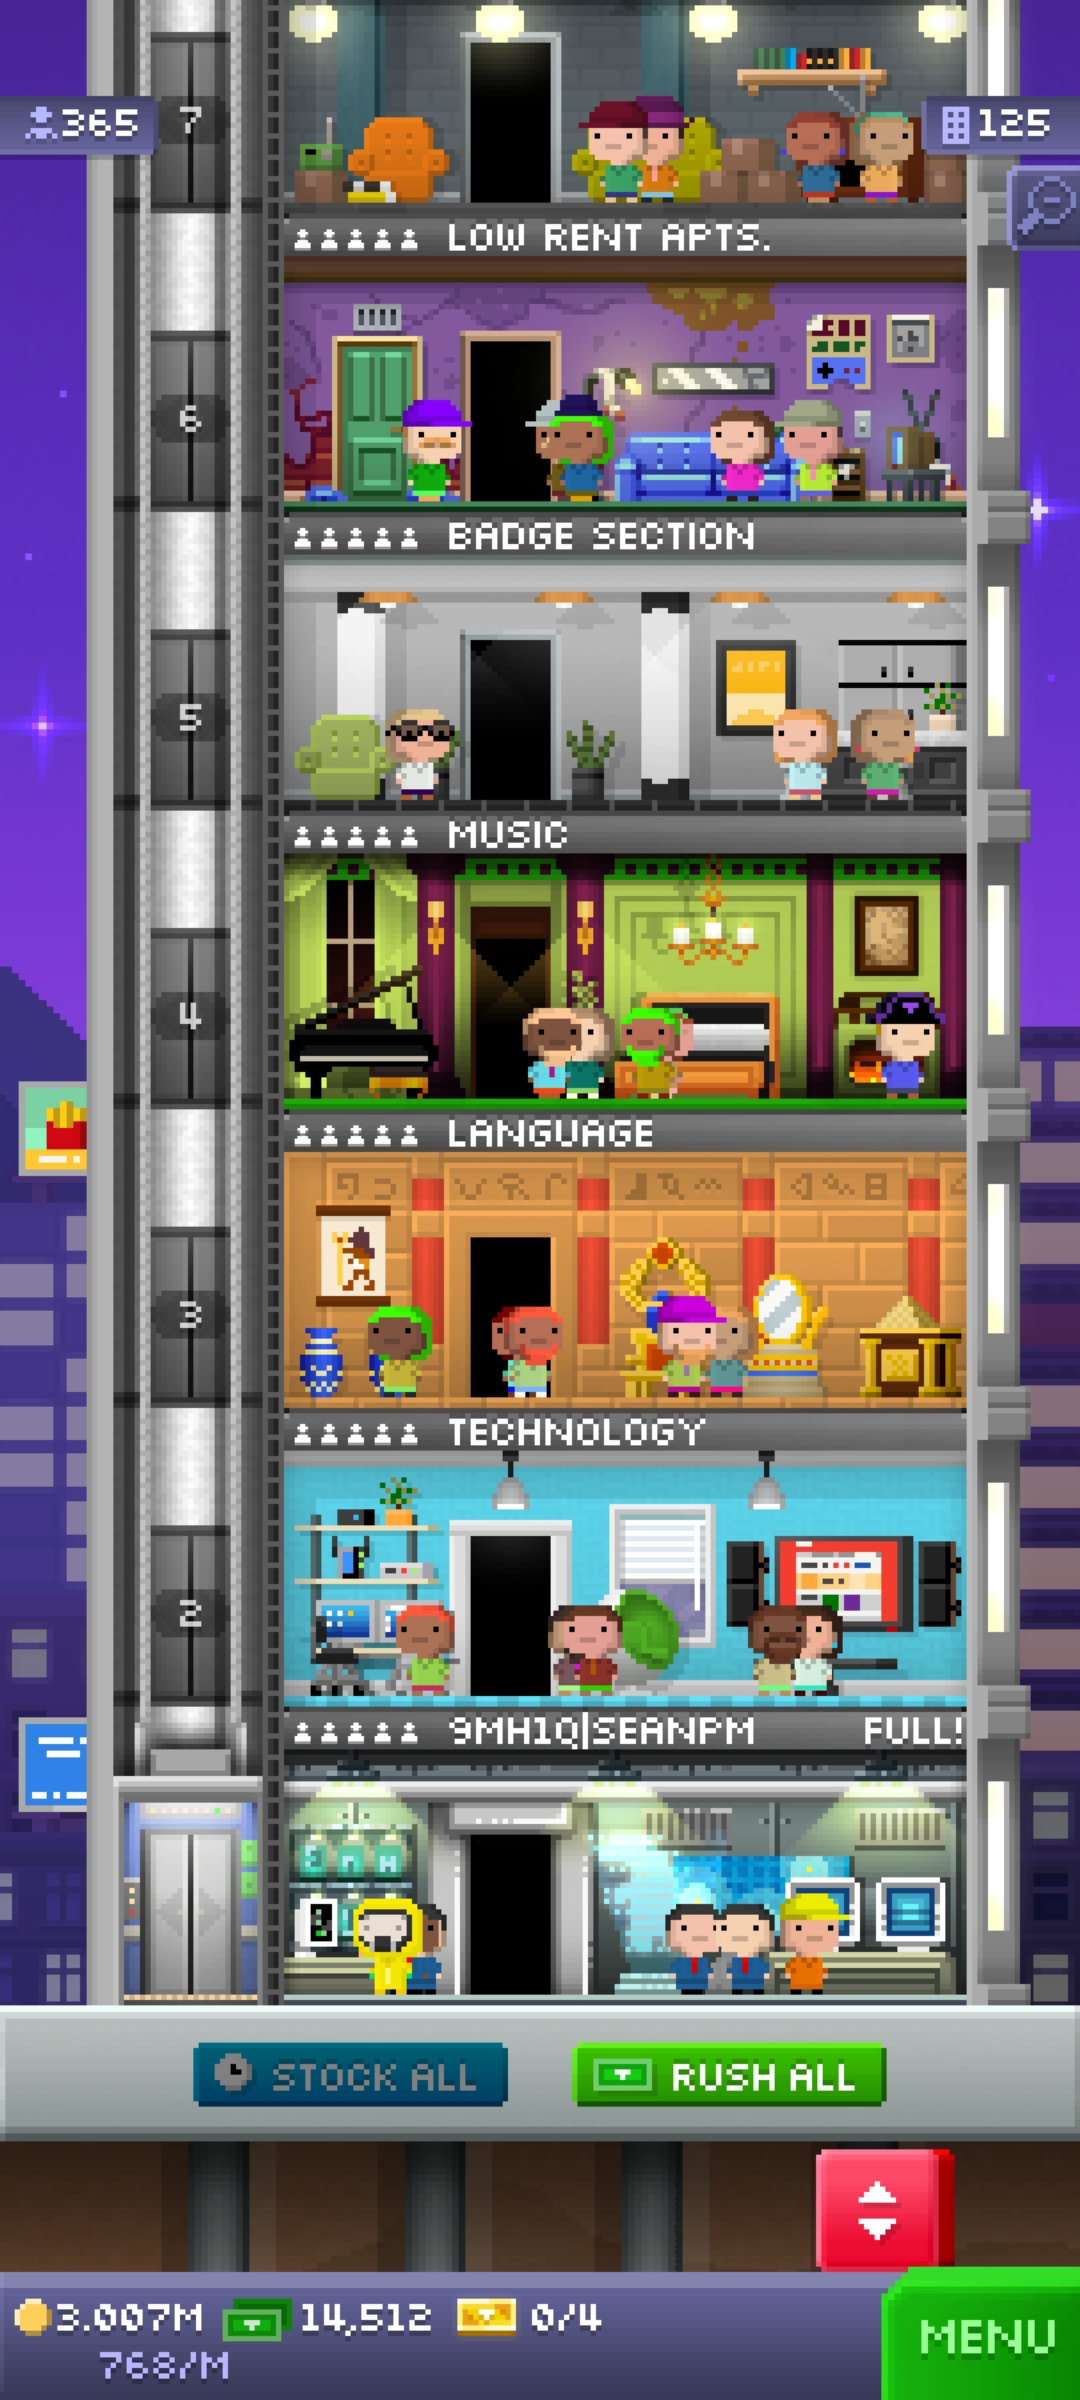 7
365
125
LOW RENT APTS.
6
BADGE SECTION
5
MUSIC
4
LANGUAGE
3
TECHNOLOGY
2
9MH1Q|SEANPM FULL!
STOCK ALL
RUSH ALL
3.007M 14,512 0/4
768/M
MENU